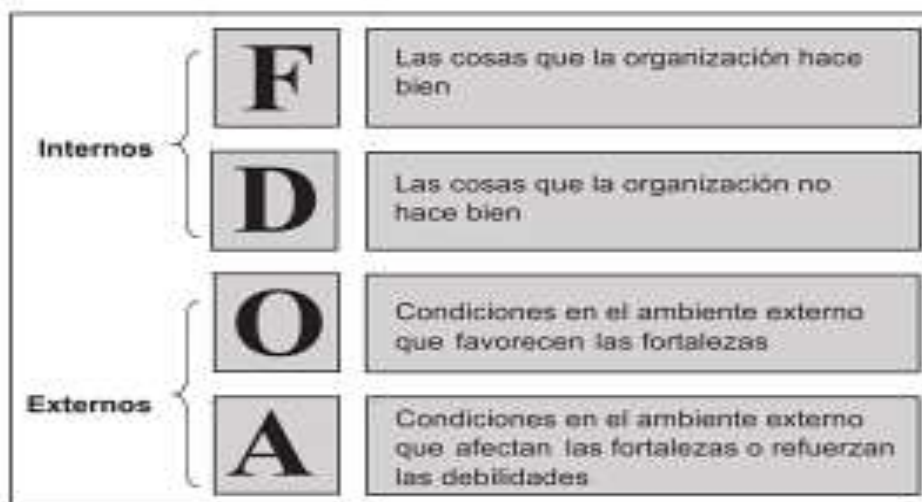 Internos
F
Las cosas que la organización hace
bien
D
Las cosas que la organización no
hace bien
Externos
O
Condiciones en el ambiente externo
que favorecen las fortalezas
A
Condiciones en el ambiente externo
que afectan las fortalezas o refuerzan
las debilidades